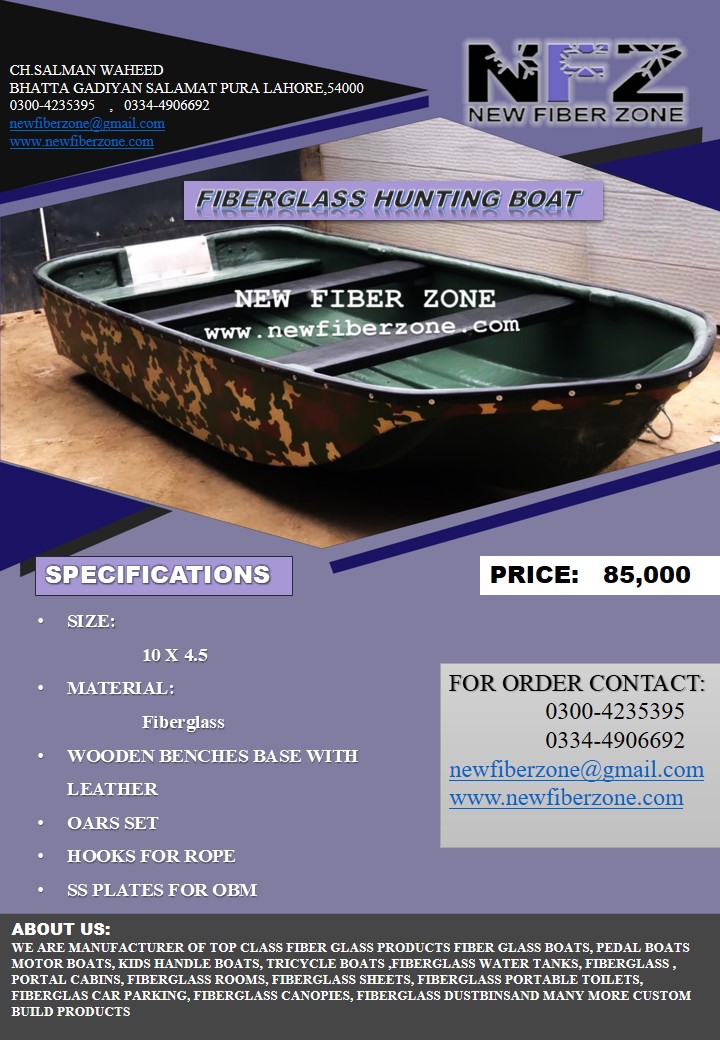 CH.SALMAN WAHEED
BHATTA GADIYAN SALAMAT PURA LAHORE,54000
0300-4235395 , 0334-4906692
newfiberzone@gmail.com
www.newfiberzone.com
NFZ
NEW FIBER ZONE
FIBERGLASS HUNTING BOAT
NEW FIBER ZONE
www.newfiberzone.com
SPECIFICATIONS
PRICE: 85,000
• SIZE:
10 X 4.5
• MATERIAL:
Fiberglass
• WOODEN BENCHES BASE WITH
LEATHER
• OARS SET
• HOOKS FOR ROPE
• SS PLATES FOR OBM
FOR ORDER CONTACT:
0300-4235395
0334-4906692
newfiberzone@gmail.com
www.newfiberzone.com
ABOUT US:
WE ARE MANUFACTURER OF TOP CLASS FIBER GLASS PRODUCTS FIBER GLASS BOATS, PEDAL BOATS
MOTOR BOATS, KIDS HANDLE BOATS, TRICYCLE BOATS ,FIBERGLASS WATER TANKS, FIBERGLASS ,
PORTAL CABINS, FIBERGLASS ROOMS, FIBERGLASS SHEETS, FIBERGLASS PORTABLE TOILETS,
FIBERGLAS CAR PARKING, FIBERGLASS CANOPIES, FIBERGLASS DUSTBINSAND MANY MORE CUSTOM
BUILD PRODUCTS